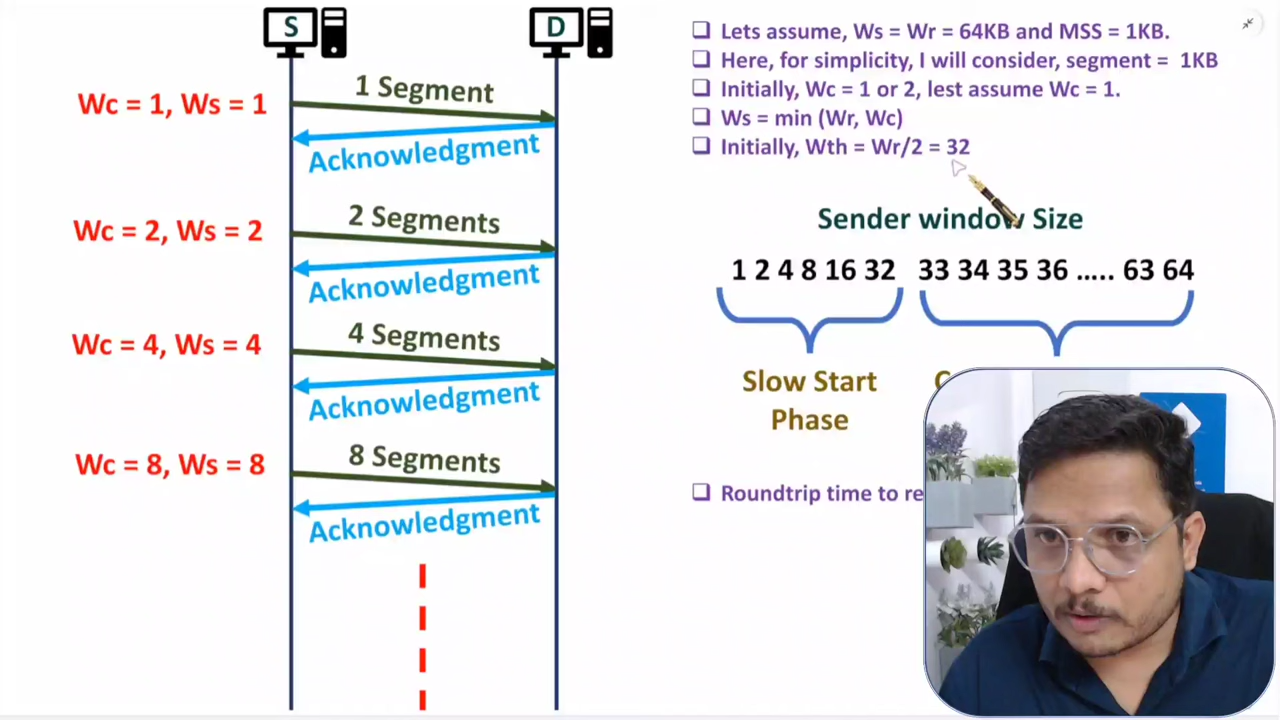 S
D
Wc = 1, Ws = 1
1 Segment
Acknowledgment
Wc = 2, Ws = 2
2 Segments
Acknowledgment
Wc = 4, Ws = 4
4 Segments
Acknowledgment
Wc = 8, Ws = 8
8 Segments
Acknowledgment
Lets assume, Ws = Wr = 64KB and MSS = 1KB.
Here, for simplicity, I will consider, segment = 1KB
Initially, Wc = 1 or 2, lest assume Wc = 1.
Ws = min (Wr, Wc)
Initially, Wth = Wr/2 = 32
Sender window Size
1 2 4 8 16 32 33 34 35 36 ..... 63 64
Slow Start
Phase
Roundtrip time to